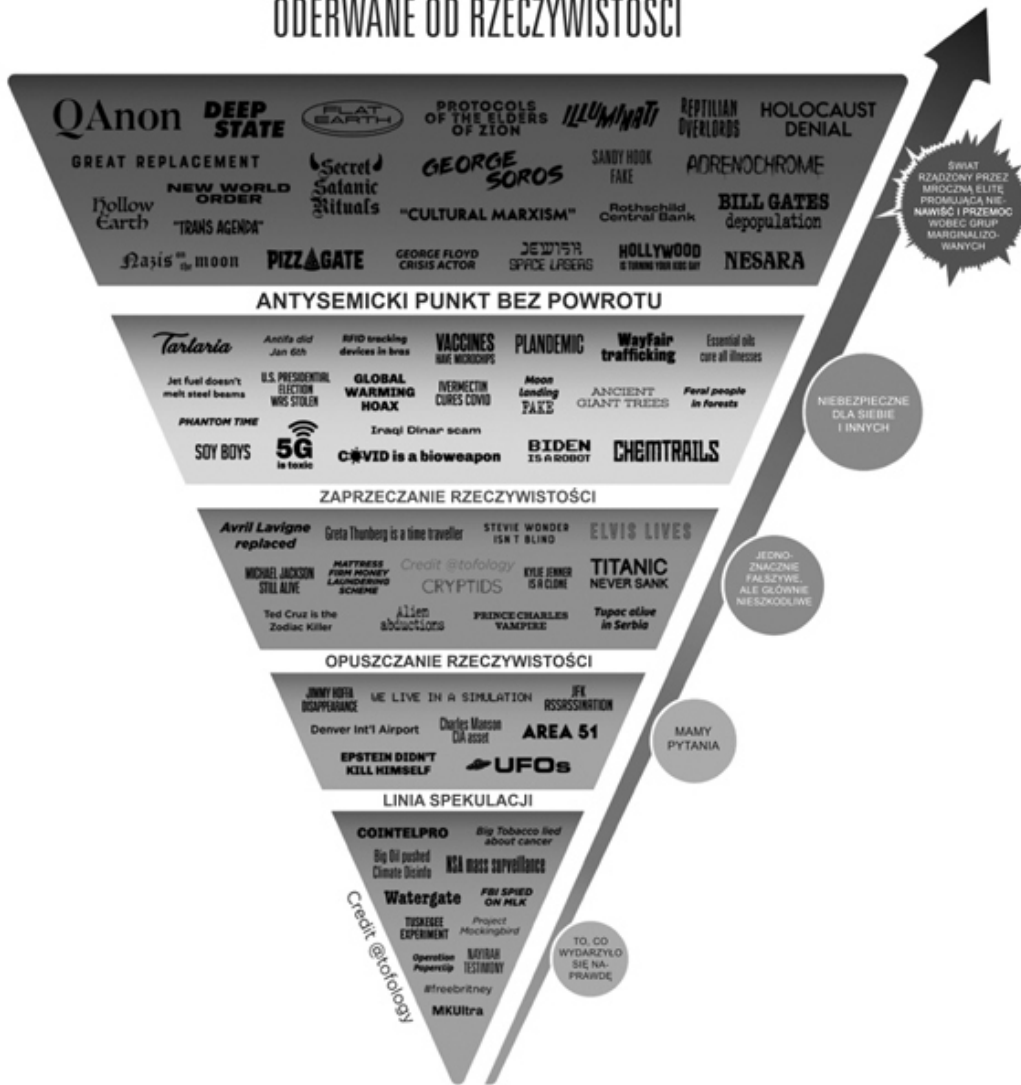 ODERWANE OD RZECZYWISTOŚCI
QAnon
DEEP
STATE
FLAT
EARTH
PROTOCOLS
OF THE ELDERS
OF ZION
ILLUMINATI
REPTILIAN
OVERLORDS
HOLOCAUST
DENIAL
GREAT REPLACEMENT
Secret
Satanic
Rituals
GEORGE
SOROS
SANDY HOOK
FAKE
ADRENOCHROME
Hollow
Earth
NEW WORLD
ORDER
"TRANS AGENDA"
"CULTURAL MARXISM"
Rothschild
Central Bank
BILL GATES
depopulation
Nazis on the moon
PIZZAGATE
GEORGE FLOYD
CRISIS ACTOR
JEWISH
SPACE LASERS
HOLLYWOOD
IS TURNING YOUR KIDS GAY
NESARA
ŚWIAT
RZĄDZONY PRZEZ
MROCZNĄ ELITĘ
PROMUJĄCĄ NIE-
NAWIŚĆ I PRZEMOC
WOBEC GRUP
MARGINALIZO-
WANYCH
ANTYSEMICKI PUNKT BEZ POWROTU
Tartaria
Antifa did
Jan 6th
RFID tracking
devices in bras
VACCINES
HAVE MICROCHIPS
PLANDEMIC
WayFair
trafficking
Essential oils
cure all illnesses
Jet fuel doesn't
melt steel beams
U.S. PRESIDENTIAL
ELECTION
WAS STOLEN
GLOBAL
WARMING
HOAX
IVERMECTIN
CURES COVID
Moon
landing
FAKE
ANCIENT
GIANT TREES
Feral people
in forests
PHANTOM TIME
SOY BOYS
5G
is toxic
Iraqi Dinar scam
COVID is a bioweapon
BIDEN
IS A ROBOT
CHEMTRAILS
NIEBEZPIECZNE
DLA SIEBIE
I INNYCH
ZAPRZECZANIE RZECZYWISTOŚCI
Avril Lavigne
replaced
Greta Thunberg is a time traveller
STEVIE WONDER
ISN'T BLIND
ELVIS LIVES
MICHAEL JACKSON
STILL ALIVE
MATTRESS
FIRM MONEY
LAUNDERING
SCHEME
Credit @tofology
CRYPTIDS
KYLIE JENNER
IS A CLONE
TITANIC
NEVER SANK
Ted Cruz is the
Zodiac Killer
Alien
abductions
PRINCE CHARLES
VAMPIRE
Tupac alive
in Serbia
JEDNO-
ZNACZNIE
FAŁSZYWE,
ALE GŁÓWNIE
NIESZKODLIWE
OPUSZCZANIE RZECZYWISTOŚCI
JIMMY HOFFA
DISAPPEARANCE
WE LIVE IN A SIMULATION
JFK
ASSASSINATION
Denver Int'l Airport
Charles Manson
CIA asset
AREA 51
EPSTEIN DIDN'T
KILL HIMSELF
UFOs
MAMY
PYTANIA
LINIA SPEKULACJI
COINTELPRO
Big Tobacco lied
about cancer
Big Oil pushed
Climate Disinfo
NSA mass surveillance
Watergate
FBI SPIED
ON MLK
TUSKEGEE
EXPERIMENT
Project
Mockingbird
Operation
Paperclip
NAYIRAH
TESTIMONY
#freebritney
MKUltra
Credit @tofology
TO, CO
WYDARZYŁO
SIĘ NA-
PRAWDĘ